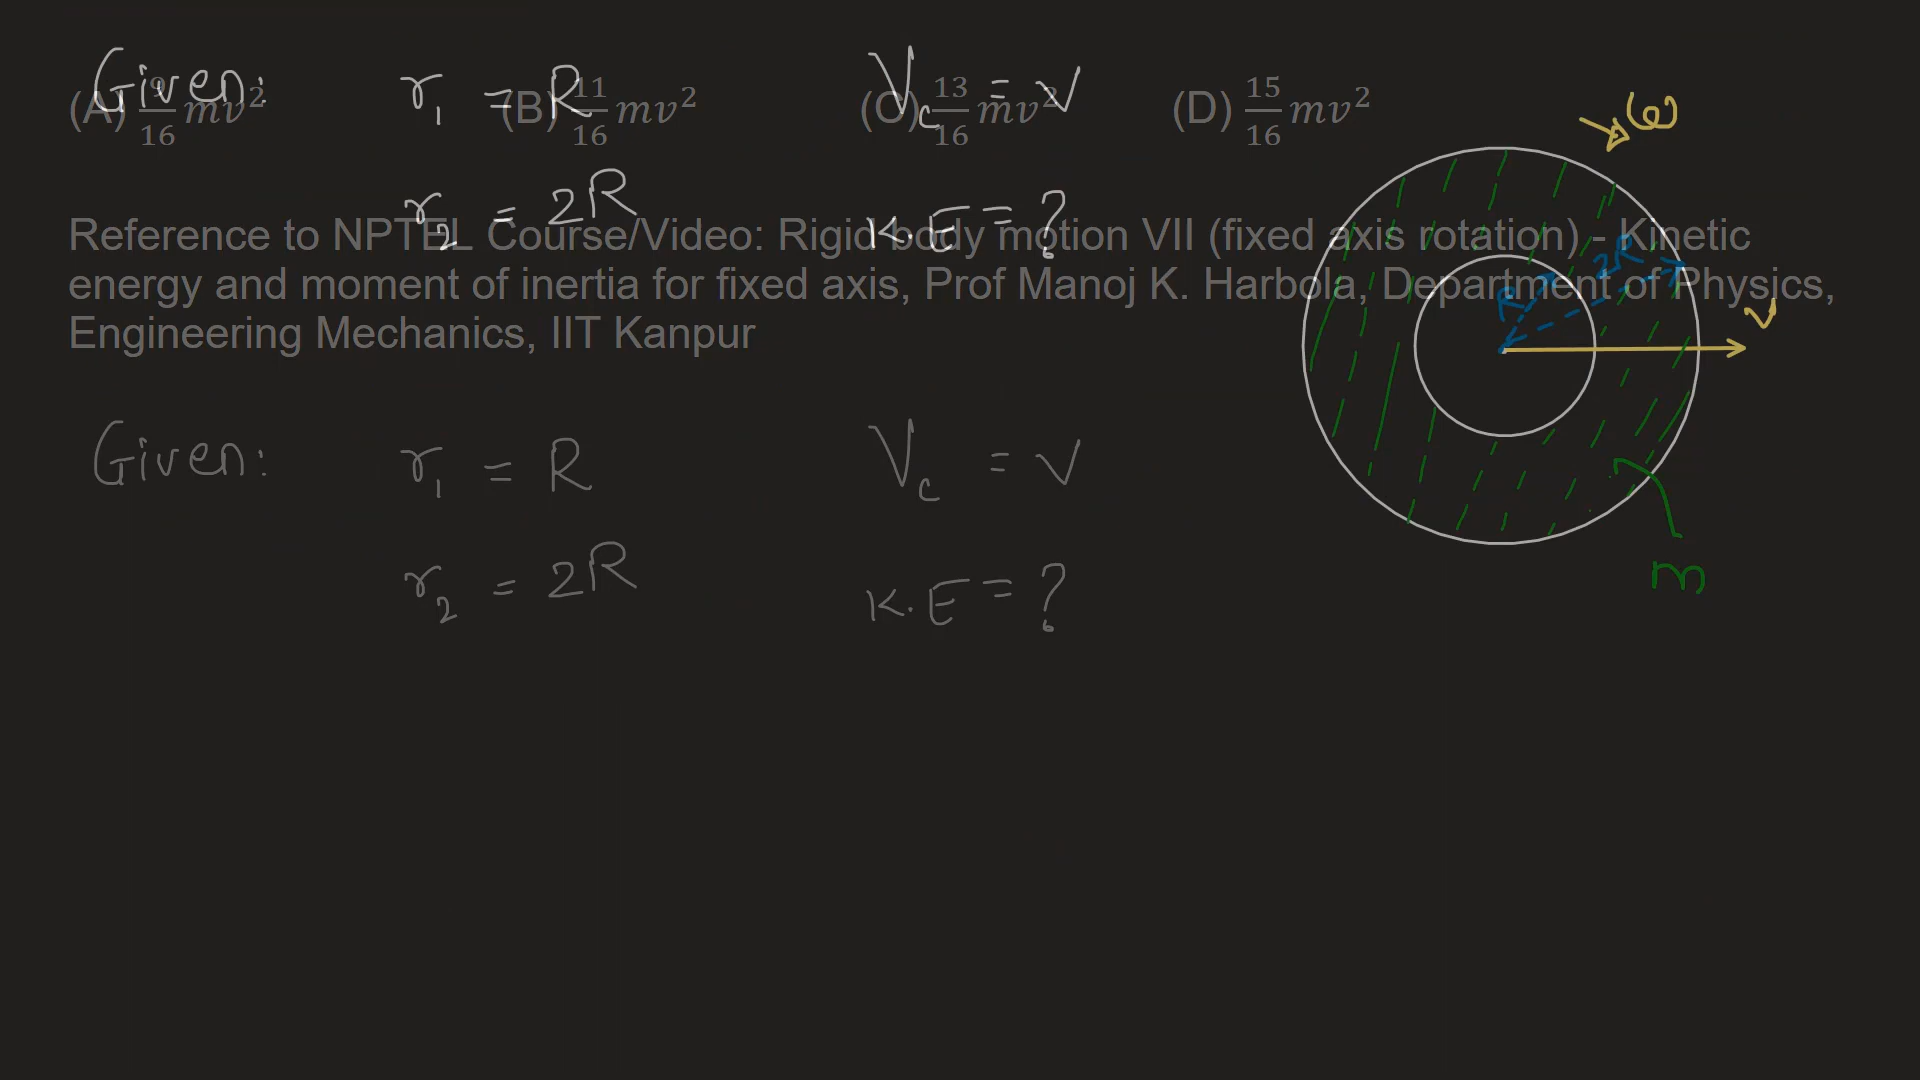 Given: r₁ = R V_c = v
(A) 9/16 mv² (B) 11/16 mv² (C) 13/16 mv² (D) 15/16 mv²
ω
r₂ = 2R K.E = ?
Reference to NPTEL Course/Video: Rigid body motion VII (fixed axis rotation) - Kinetic
energy and moment of inertia for fixed axis, Prof Manoj K. Harbola, Department of Physics,
Engineering Mechanics, IIT Kanpur
R 2R v
Given: r₁ = R V_c = v
r₂ = 2R K.E = ?
m